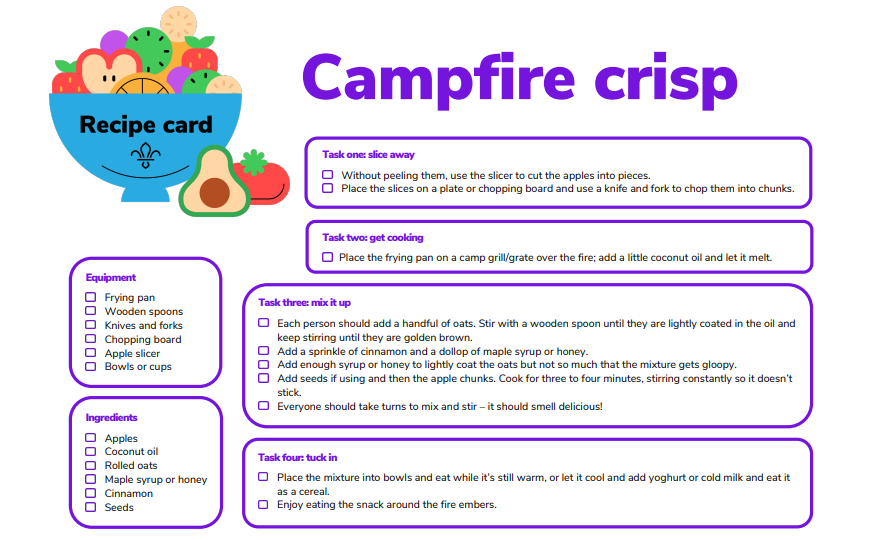 Recipe card
Campfire crisp
Task one: slice away
Without peeling them, use the slicer to cut the apples into pieces.
Place the slices on a plate or chopping board and use a knife and fork to chop them into chunks.
Task two: get cooking
Place the frying pan on a camp grill/grate over the fire; add a little coconut oil and let it melt.
Equipment
Frying pan
Wooden spoons
Knives and forks
Chopping board
Apple slicer
Bowls or cups
Ingredients
Apples
Coconut oil
Rolled oats
Maple syrup or honey
Cinnamon
Seeds
Task three: mix it up
Each person should add a handful of oats. Stir with a wooden spoon until they are lightly coated in the oil and
keep stirring until they are golden brown.
Add a sprinkle of cinnamon and a dollop of maple syrup or honey.
Add enough syrup or honey to lightly coat the oats but not so much that the mixture gets gloopy.
Add seeds if using and then the apple chunks. Cook for three to four minutes, stirring constantly so it doesn't
stick.
Everyone should take turns to mix and stir – it should smell delicious!
Task four: tuck in
Place the mixture into bowls and eat while it's still warm, or let it cool and add yoghurt or cold milk and eat it
as a cereal.
Enjoy eating the snack around the fire embers.